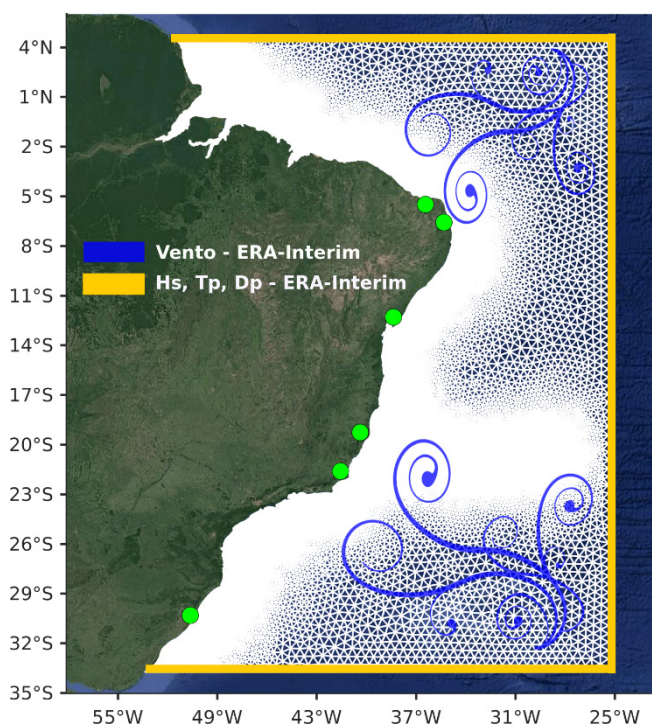 4°N
1°N
2°S
5°S
8°S
Vento - ERA-Interim
Hs, Tp, Dp - ERA-Interim
11°S
14°S
17°S
20°S
23°S
26°S
29°S
32°S
35°S
55°W 49°W 43°W 37°W 31°W 25°W